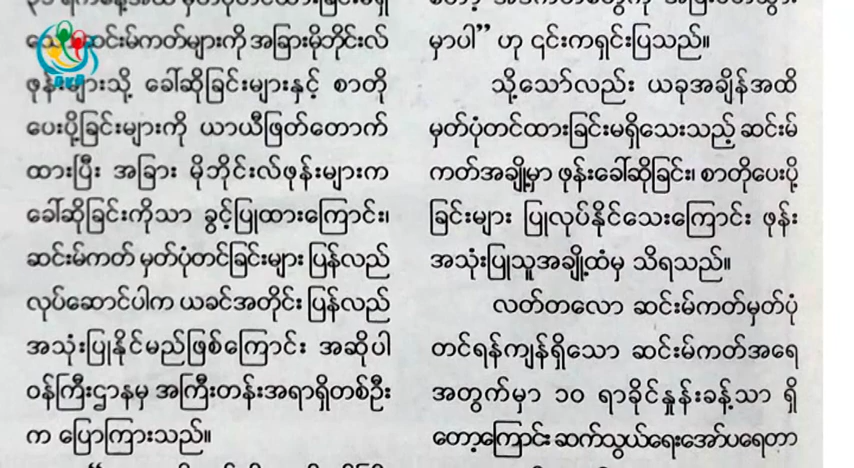 သော ဆင်းမ်ကတ်များကို အခြားမိုဘိုင်းလ်
ဖုန်းများသို့ ခေါ်ဆိုခြင်းများနှင့် စာတို
ပေးပို့ခြင်းများကို ယာယီဖြတ်တောက်
ထားပြီး အခြား မိုဘိုင်းလ်ဖုန်းများက
ခေါ်ဆိုခြင်းကိုသာ ခွင့်ပြုထားကြောင်း၊
ဆင်းမ်ကတ် မှတ်ပုံတင်ခြင်းများ ပြန်လည်
လုပ်ဆောင်ပါက ယခင်အတိုင်း ပြန်လည်
အသုံးပြုနိုင်မည်ဖြစ်ကြောင်း အဆိုပါ
ဝန်ကြီးဌာနမှ အကြီးတန်းအရာရှိတစ်ဦး
က ပြောကြားသည်။
မှာပါ” ဟု ၎င်းကရှင်းပြသည်။
သို့သော်လည်း ယခုအချိန်အထိ
မှတ်ပုံတင်ထားခြင်းမရှိသေးသည့် ဆင်းမ်
ကတ်အချို့မှာ ဖုန်းခေါ်ဆိုခြင်း၊ စာတိုပေးပို့
ခြင်းများ ပြုလုပ်နိုင်သေးကြောင်း ဖုန်း
အသုံးပြုသူအချို့ထံမှ သိရသည်။
လတ်တလော ဆင်းမ်ကတ်မှတ်ပုံ
တင်ရန်ကျန်ရှိသော ဆင်းမ်ကတ်အရေ
အတွက်မှာ ၁၀ ရာခိုင်နှုန်းခန့်သာ ရှိ
တော့ကြောင်း ဆက်သွယ်ရေးအော်ပရေတာ